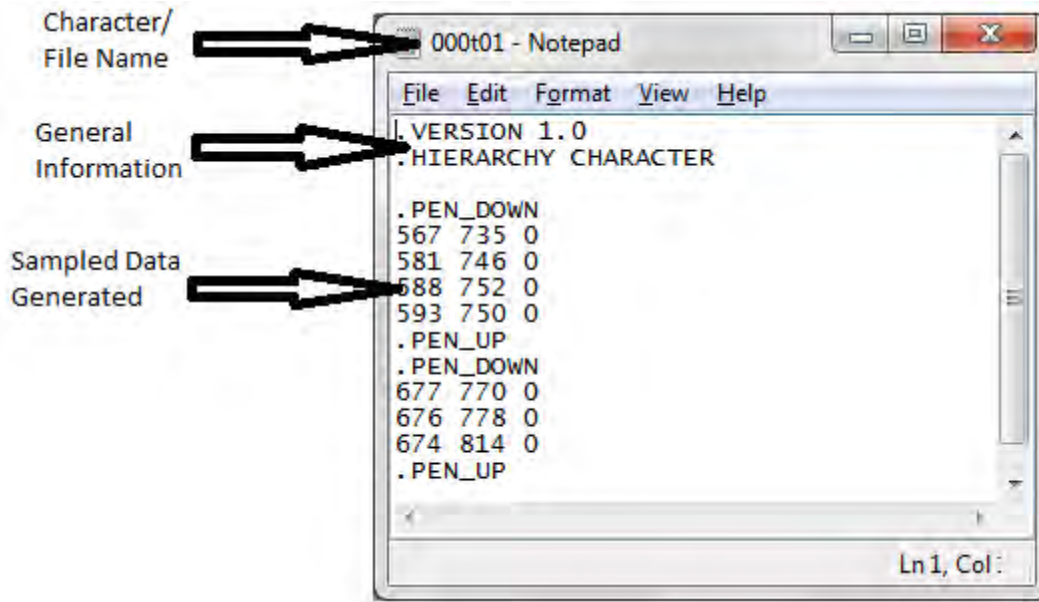 Character/
File Name
000t01 - Notepad
File Edit Format View Help
General
Information
.VERSION 1.0
.HIERARCHY CHARACTER
.PEN_DOWN
567 735 0
581 746 0
Sampled Data
Generated
588 752 0
593 750 0
.PEN_UP
.PEN_DOWN
677 770 0
676 778 0
674 814 0
.PEN_UP
Ln 1, Col